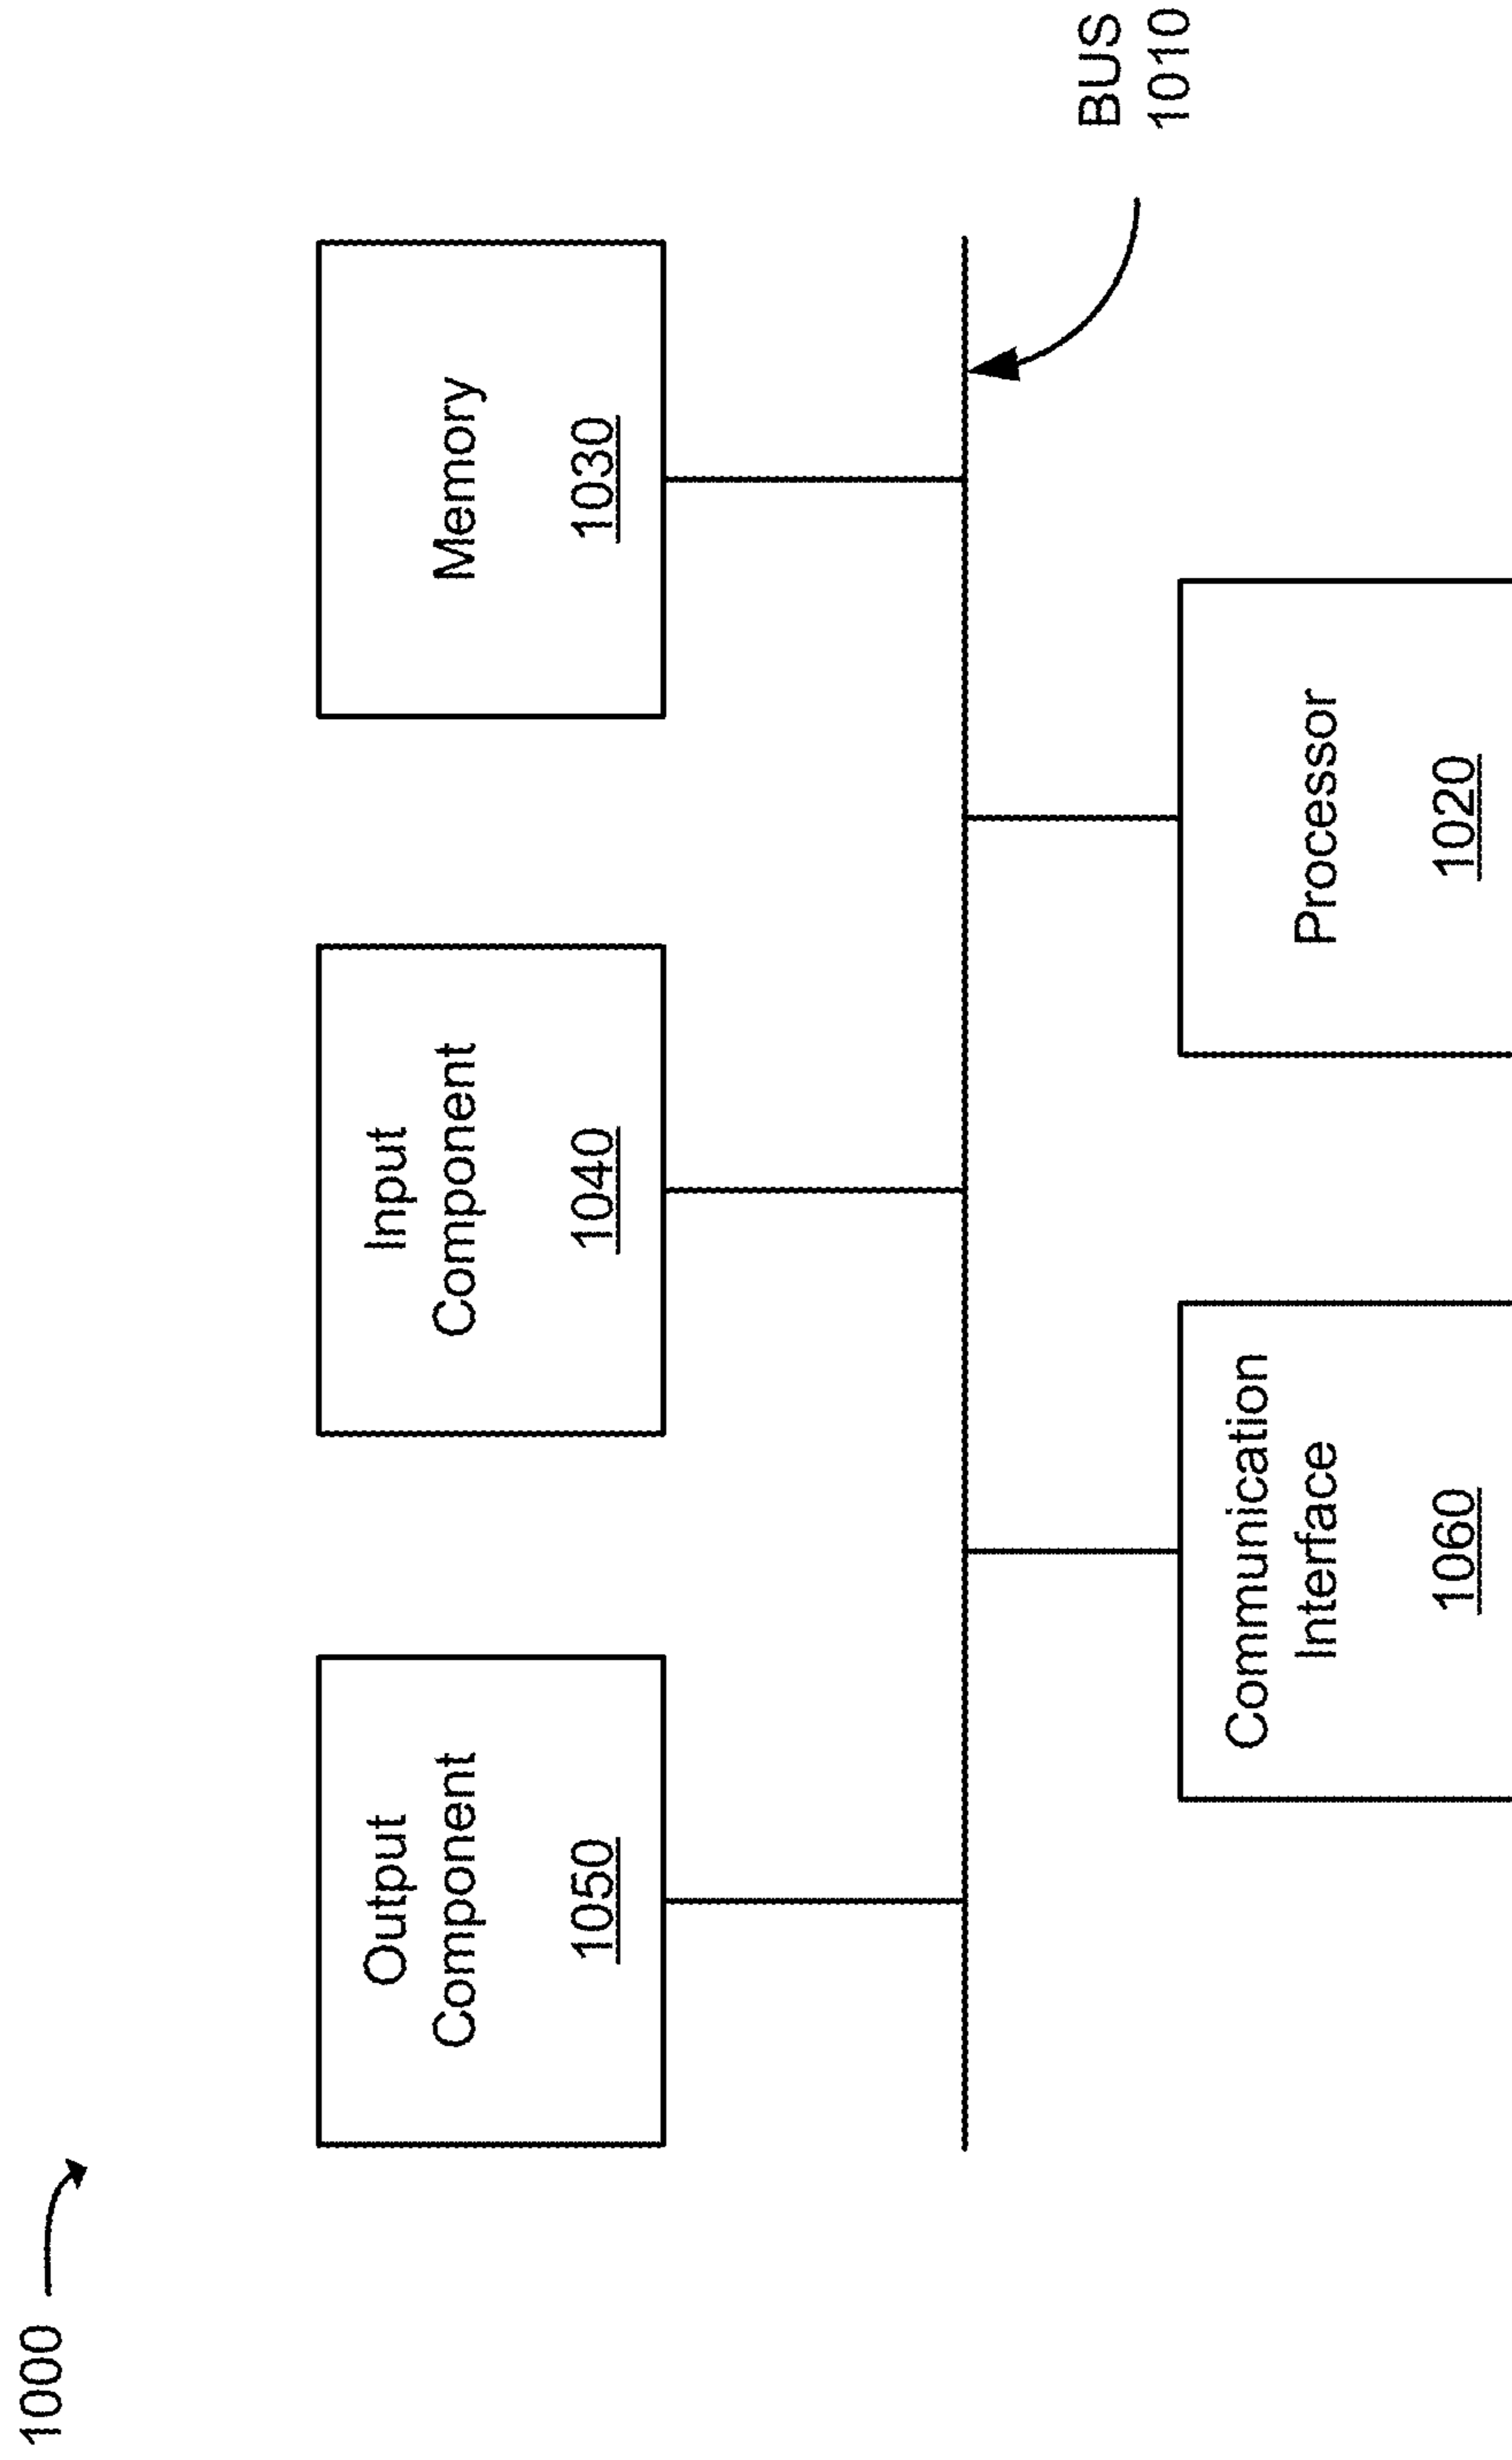 1000
Output
Component
1050
Input
Component
1040
Memory
1030
BUS
1010
Communication
Interface
1060
Processor
1020